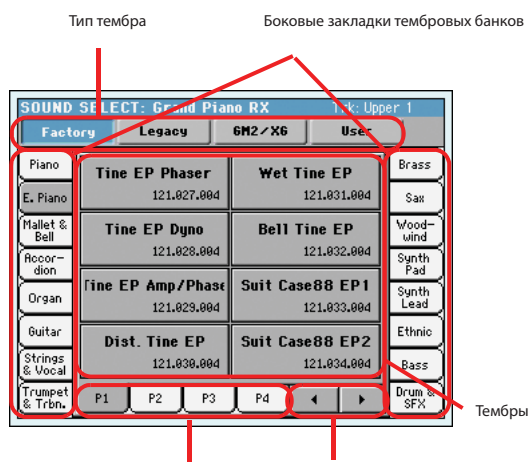 Тип тембра
Боковые закладки тембровых банков
SOUND SELECT: Grand Piano RX Trk: Upper 1
Factory Legacy GM2/XG User
Piano
E. Piano
Mallet &
Bell
Accor-
dion
Organ
Guitar
Strings
& Vocal
Trumpet
& Trbn.
Tine EP Phaser
121.027.004
Wet Tine EP
121.031.004
Tine EP Dyno
121.028.004
Bell Tine EP
121.032.004
Tine EP Amp/Phase
121.029.004
Suit Case88 EP1
121.033.004
Dist. Tine EP
121.030.004
Suit Case88 EP2
121.034.004
Brass
Sax
Wood-
wind
Synth
Pad
Synth
Lead
Ethnic
Bass
Drum &
SFX
P1 P2 P3 P4
Тембры